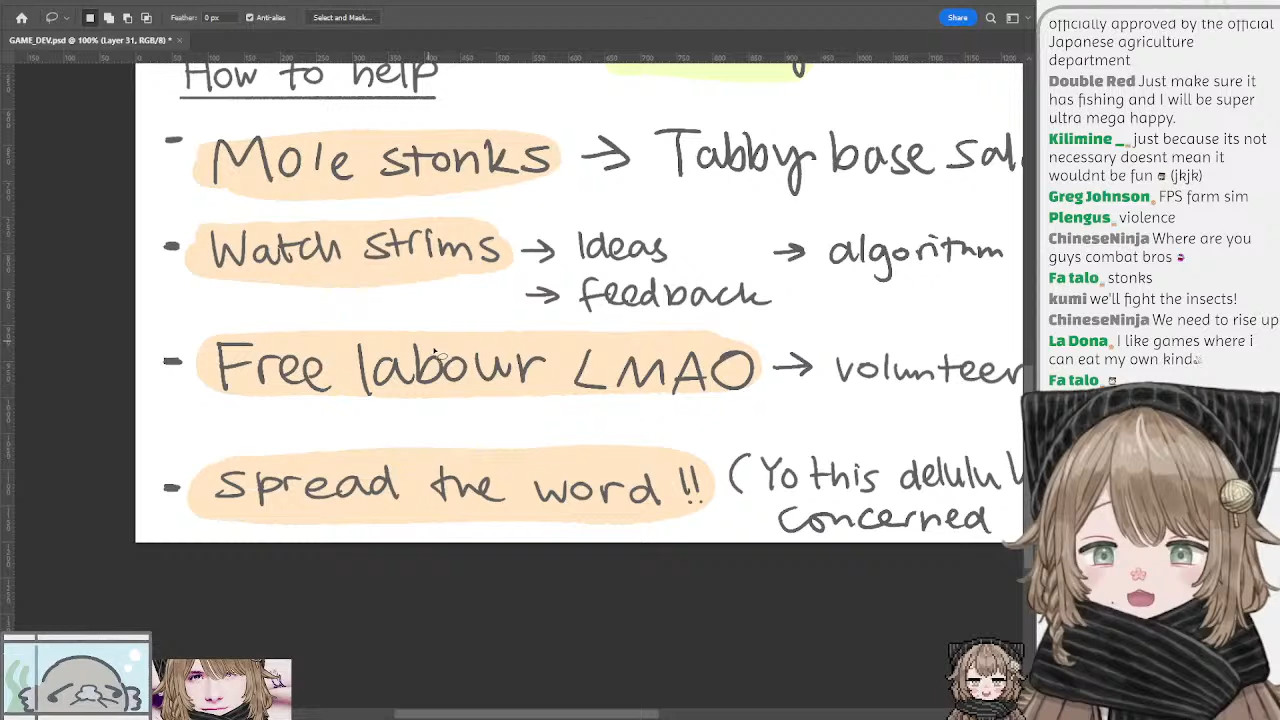 Feather: 0 px Anti-alias Select and Mask... Share
GAME_DEV.psd @ 100% (Layer 31, RGB/8) *
How to help
- Mole stonks → Tabby base
- Watch strims → Ideas → algorithm
→ feedback
- Free labour LMAO → volunteer
- spread the word!! (Yo this delulu
concerned
officially approved by the official
Japanese agriculture
department
Double Red Just make sure it
has fishing and I will be super
ultra mega happy.
Kilimine _ just because its not
necessary doesnt mean it
wouldnt be fun (jkjk)
Greg Johnson FPS farm sim
Plengus violence
ChineseNinja Where are you
guys combat bros
Fa talo stonks
kumi we'll fight the insects!
ChineseNinja We need to rise up
La Dona I like games where i
can eat my own kinds
Fa talo